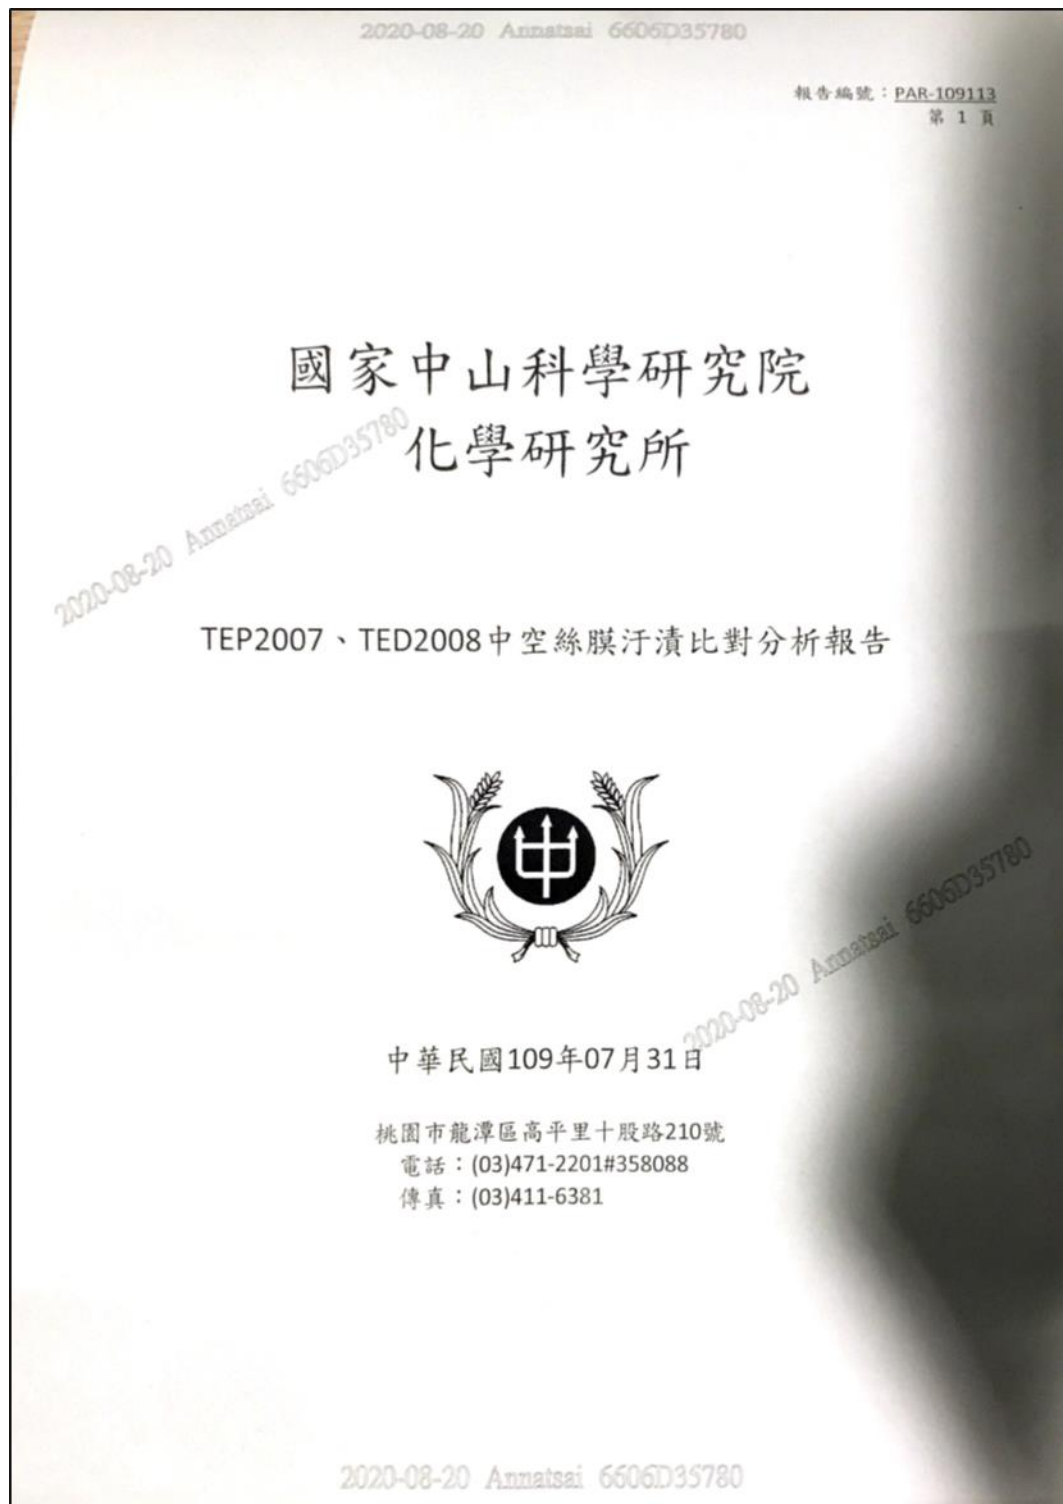 2020-08-20 Annatsai 6606D35780
報告編號：PAR-109113
第 1 頁
國家中山科學研究院
化學研究所
2020-08-20 Annatsai 6606D35780
TEP2007、TED2008中空絲膜汙漬比對分析報告
中
2020-08-20 Annatsai 6606D35780
中華民國109年07月31日
桃園市龍潭區高平里十股路210號
電話：(03)471-2201#358088
傳真：(03)411-6381
2020-08-20 Annatsai 6606D35780